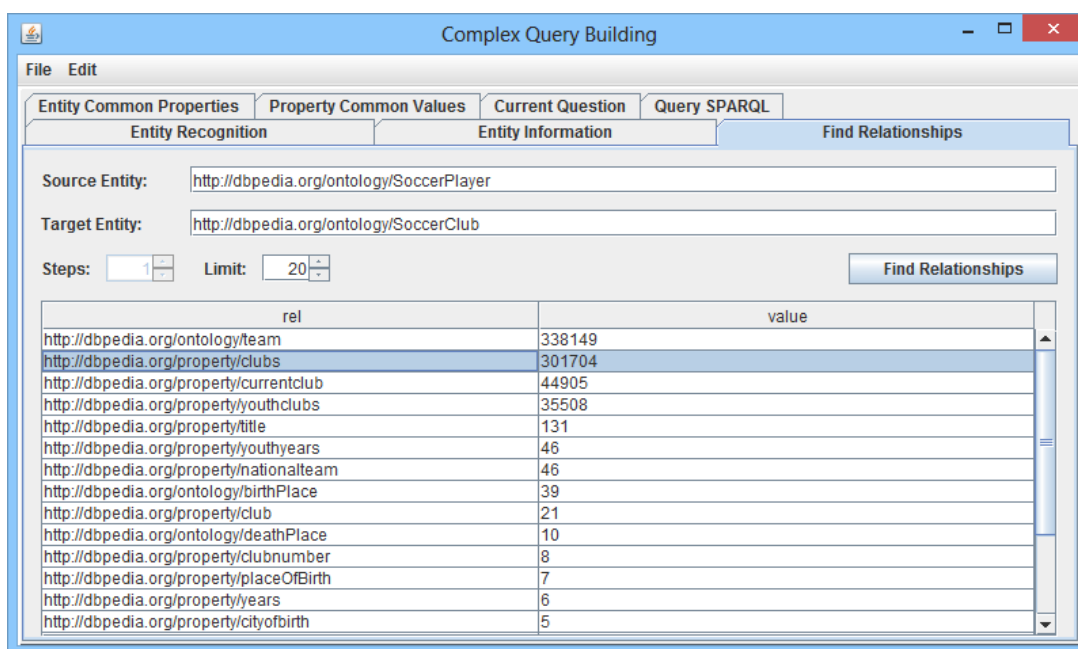 Complex Query Building
File Edit
Entity Common Properties Property Common Values Current Question Query SPARQL
Entity Recognition Entity Information Find Relationships
Source Entity: http://dbpedia.org/ontology/SoccerPlayer
Target Entity: http://dbpedia.org/ontology/SoccerClub
Steps: 1 Limit: 20 Find Relationships
rel value
http://dbpedia.org/ontology/team 338149
http://dbpedia.org/property/clubs 301704
http://dbpedia.org/property/currentclub 44905
http://dbpedia.org/property/youthclubs 35508
http://dbpedia.org/property/title 131
http://dbpedia.org/property/youthyears 46
http://dbpedia.org/property/nationalteam 46
http://dbpedia.org/ontology/birthPlace 39
http://dbpedia.org/property/club 21
http://dbpedia.org/ontology/deathPlace 10
http://dbpedia.org/property/clubnumber 8
http://dbpedia.org/property/placeOfBirth 7
http://dbpedia.org/property/years 6
http://dbpedia.org/property/cityofbirth 5